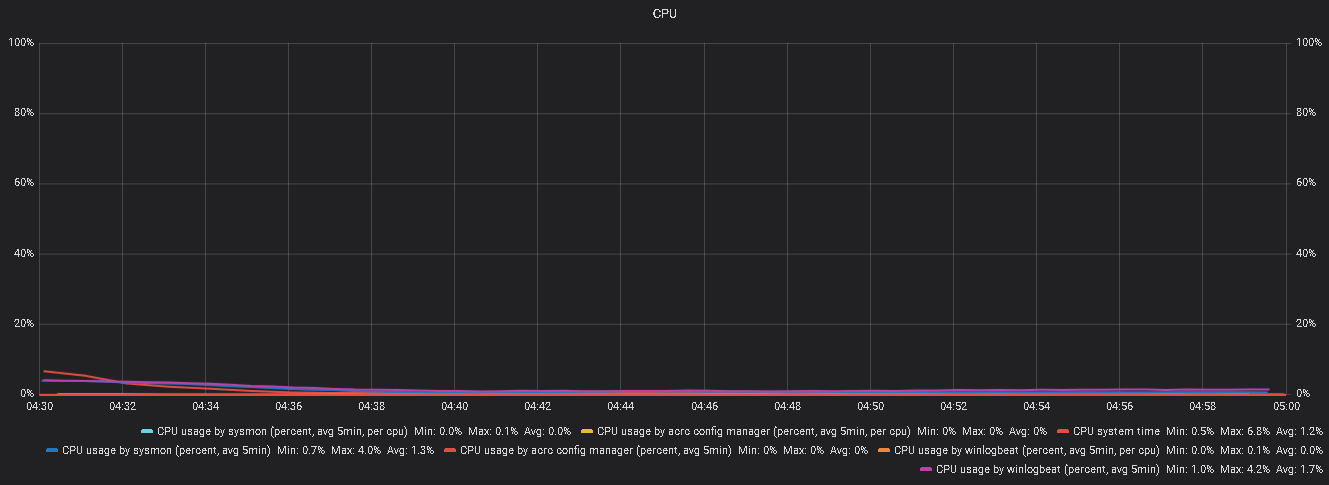 CPU
100% 100%
80% 80%
60% 60%
40% 40%
20% 20%
0% 0%
04:30 04:32 04:34 04:36 04:38 04:40 04:42 04:44 04:46 04:48 04:50 04:52 04:54 04:56 04:58 05:00
CPU usage by sysmon (percent, avg 5min, per cpu) Min: 0.0% Max: 0.1% Avg: 0.0% CPU usage by acrc config manager (percent, avg 5min, per cpu) Min: 0% Max: 0% Avg: 0% CPU system time Min: 0.5% Max: 6.8% Avg: 1.2%
CPU usage by sysmon (percent, avg 5min) Min: 0.7% Max: 4.0% Avg: 1.3% CPU usage by acrc config manager (percent, avg 5min) Min: 0% Max: 0% Avg: 0% CPU usage by winlogbeat (percent, avg 5min, per cpu) Min: 0.0% Max: 0.1% Avg: 0.0%
CPU usage by winlogbeat (percent, avg 5min) Min: 1.0% Max: 4.2% Avg: 1.7%